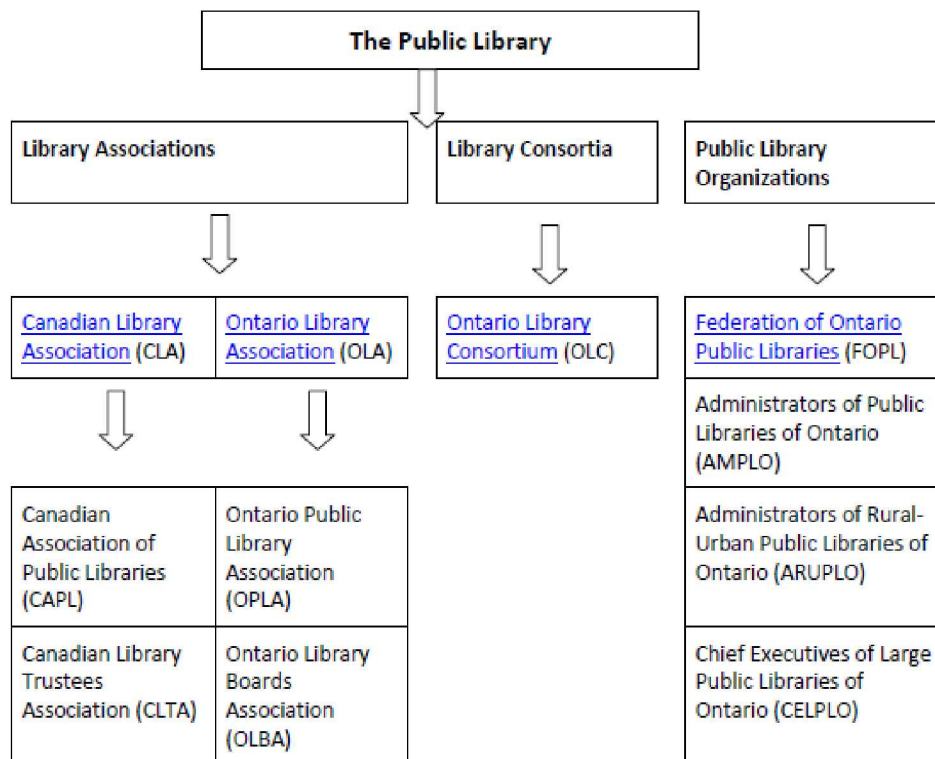 The Public Library
Library Associations
Library Consortia
Public Library
Organizations
Canadian Library
Association (CLA)
Ontario Library
Association (OLA)
Ontario Library
Consortium (OLC)
Federation of Ontario
Public Libraries (FOPL)
Administrators of Public
Libraries of Ontario
(AMPLO)
Canadian
Association of
Public Libraries
(CAPL)
Ontario Public
Library
Association
(OPLA)
Administrators of Rural-
Urban Public Libraries of
Ontario (ARUPLO)
Canadian Library
Trustees
Association (CLTA)
Ontario Library
Boards
Association
(OLBA)
Chief Executives of Large
Public Libraries of
Ontario (CELPLO)